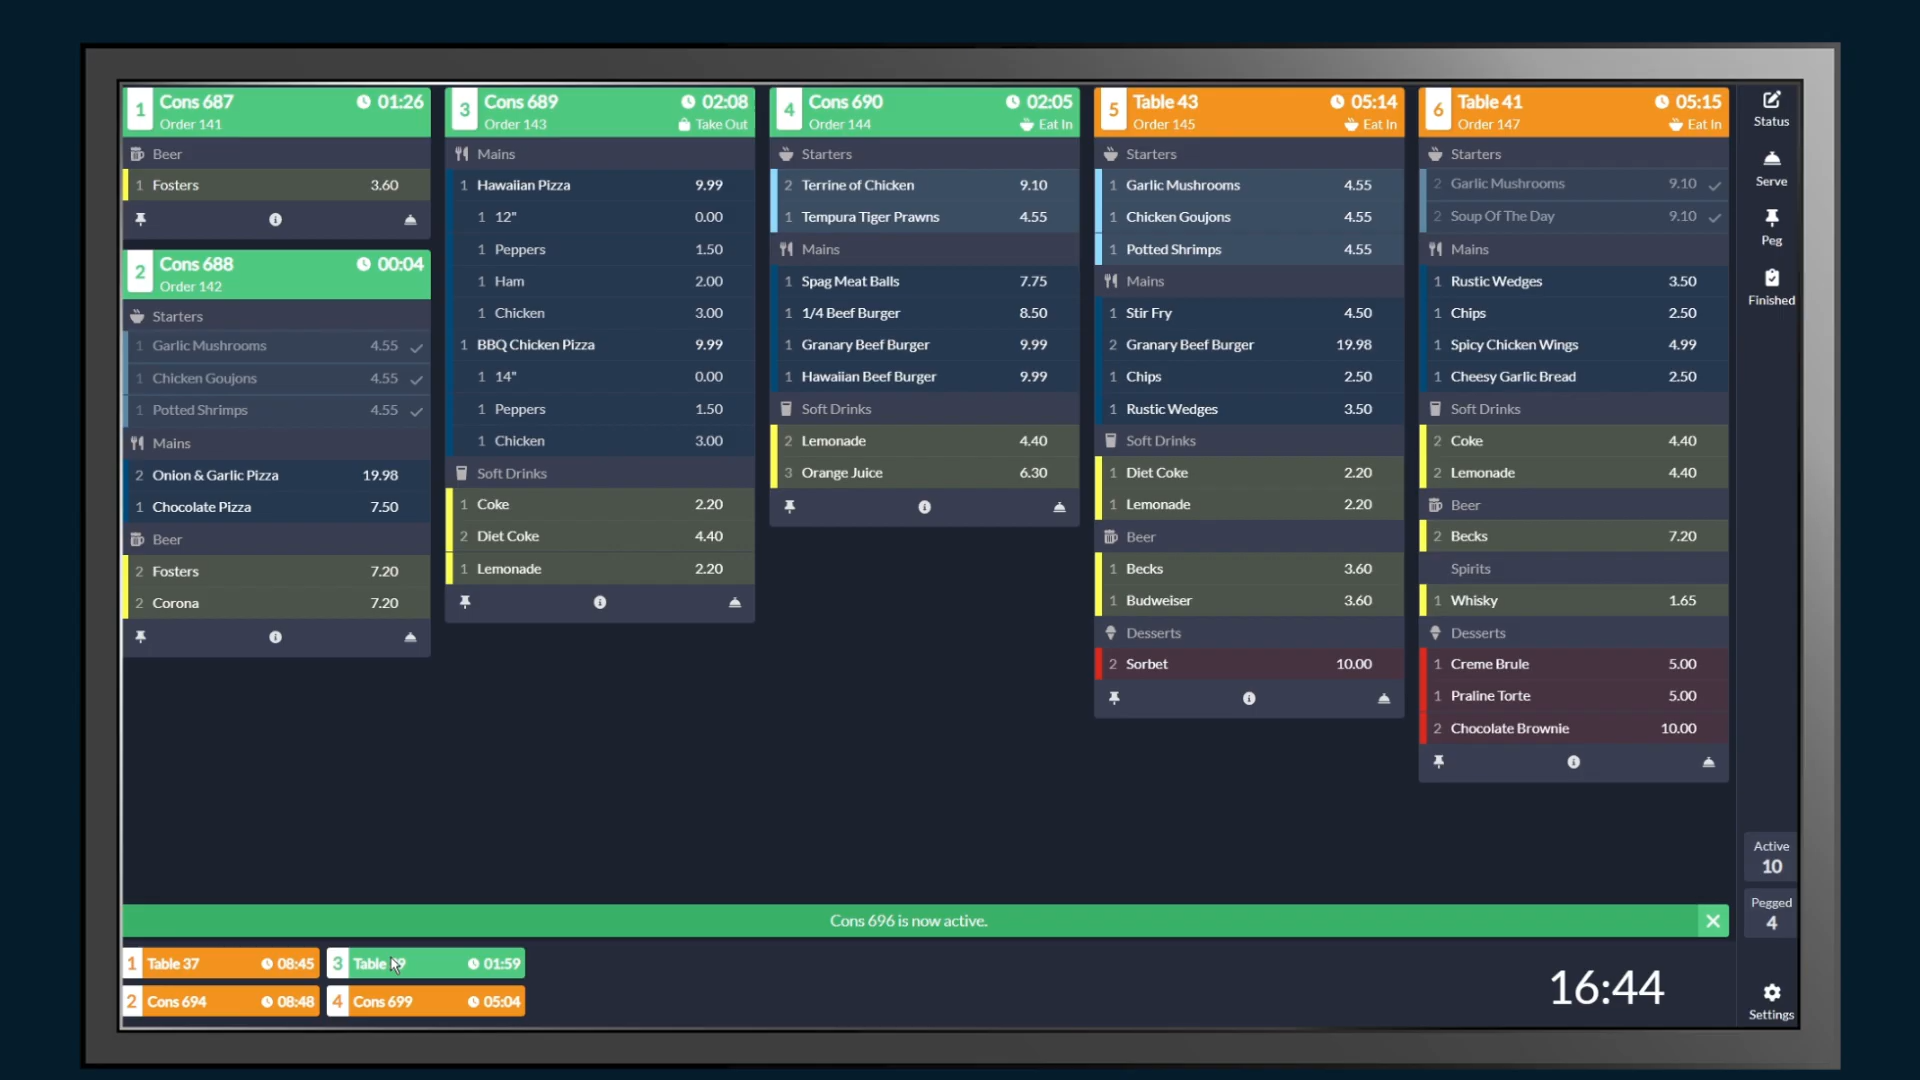 1 Cons 687 01:26
Order 141
Beer
1 Fosters 3.60
2 Cons 688 00:04
Order 142
Starters
1 Garlic Mushrooms 4.55
1 Chicken Goujons 4.55
1 Potted Shrimps 4.55
Mains
2 Onion & Garlic Pizza 19.98
1 Chocolate Pizza 7.50
Beer
2 Fosters 7.20
2 Corona 7.20
3 Cons 689 02:08
Order 143 Take Out
Mains
1 Hawaiian Pizza 9.99
1 12" 0.00
1 Peppers 1.50
1 Ham 2.00
1 Chicken 3.00
1 BBQ Chicken Pizza 9.99
1 14" 0.00
1 Peppers 1.50
1 Chicken 3.00
Soft Drinks
1 Coke 2.20
2 Diet Coke 4.40
1 Lemonade 2.20
4 Cons 690 02:05
Order 144 Eat In
Starters
2 Terrine of Chicken 9.10
1 Tempura Tiger Prawns 4.55
Mains
1 Spag Meat Balls 7.75
1 1/4 Beef Burger 8.50
1 Granary Beef Burger 9.99
1 Hawaiian Beef Burger 9.99
Soft Drinks
2 Lemonade 4.40
3 Orange Juice 6.30
5 Table 43 05:14
Order 145 Eat In
Starters
1 Garlic Mushrooms 4.55
1 Chicken Goujons 4.55
1 Potted Shrimps 4.55
Mains
1 Stir Fry 4.50
2 Granary Beef Burger 19.98
1 Chips 2.50
1 Rustic Wedges 3.50
Soft Drinks
1 Diet Coke 2.20
1 Lemonade 2.20
Beer
1 Becks 3.60
1 Budweiser 3.60
Desserts
2 Sorbet 10.00
6 Table 41 05:15
Order 147 Eat In
Starters
2 Garlic Mushrooms 9.10
2 Soup Of The Day 9.10
Mains
1 Rustic Wedges 3.50
1 Chips 2.50
1 Spicy Chicken Wings 4.99
1 Cheesy Garlic Bread 2.50
Soft Drinks
2 Coke 4.40
2 Lemonade 4.40
Beer
2 Becks 7.20
Spirits
1 Whisky 1.65
Desserts
1 Creme Brule 5.00
1 Praline Torte 5.00
2 Chocolate Brownie 10.00
Status
Serve
Peg
Finished
Active
10
Pegged
4
Settings
Cons 696 is now active.
1 Table 37 08:45
3 Table 01:59
2 Cons 694 08:48
4 Cons 699 05:04
16:44